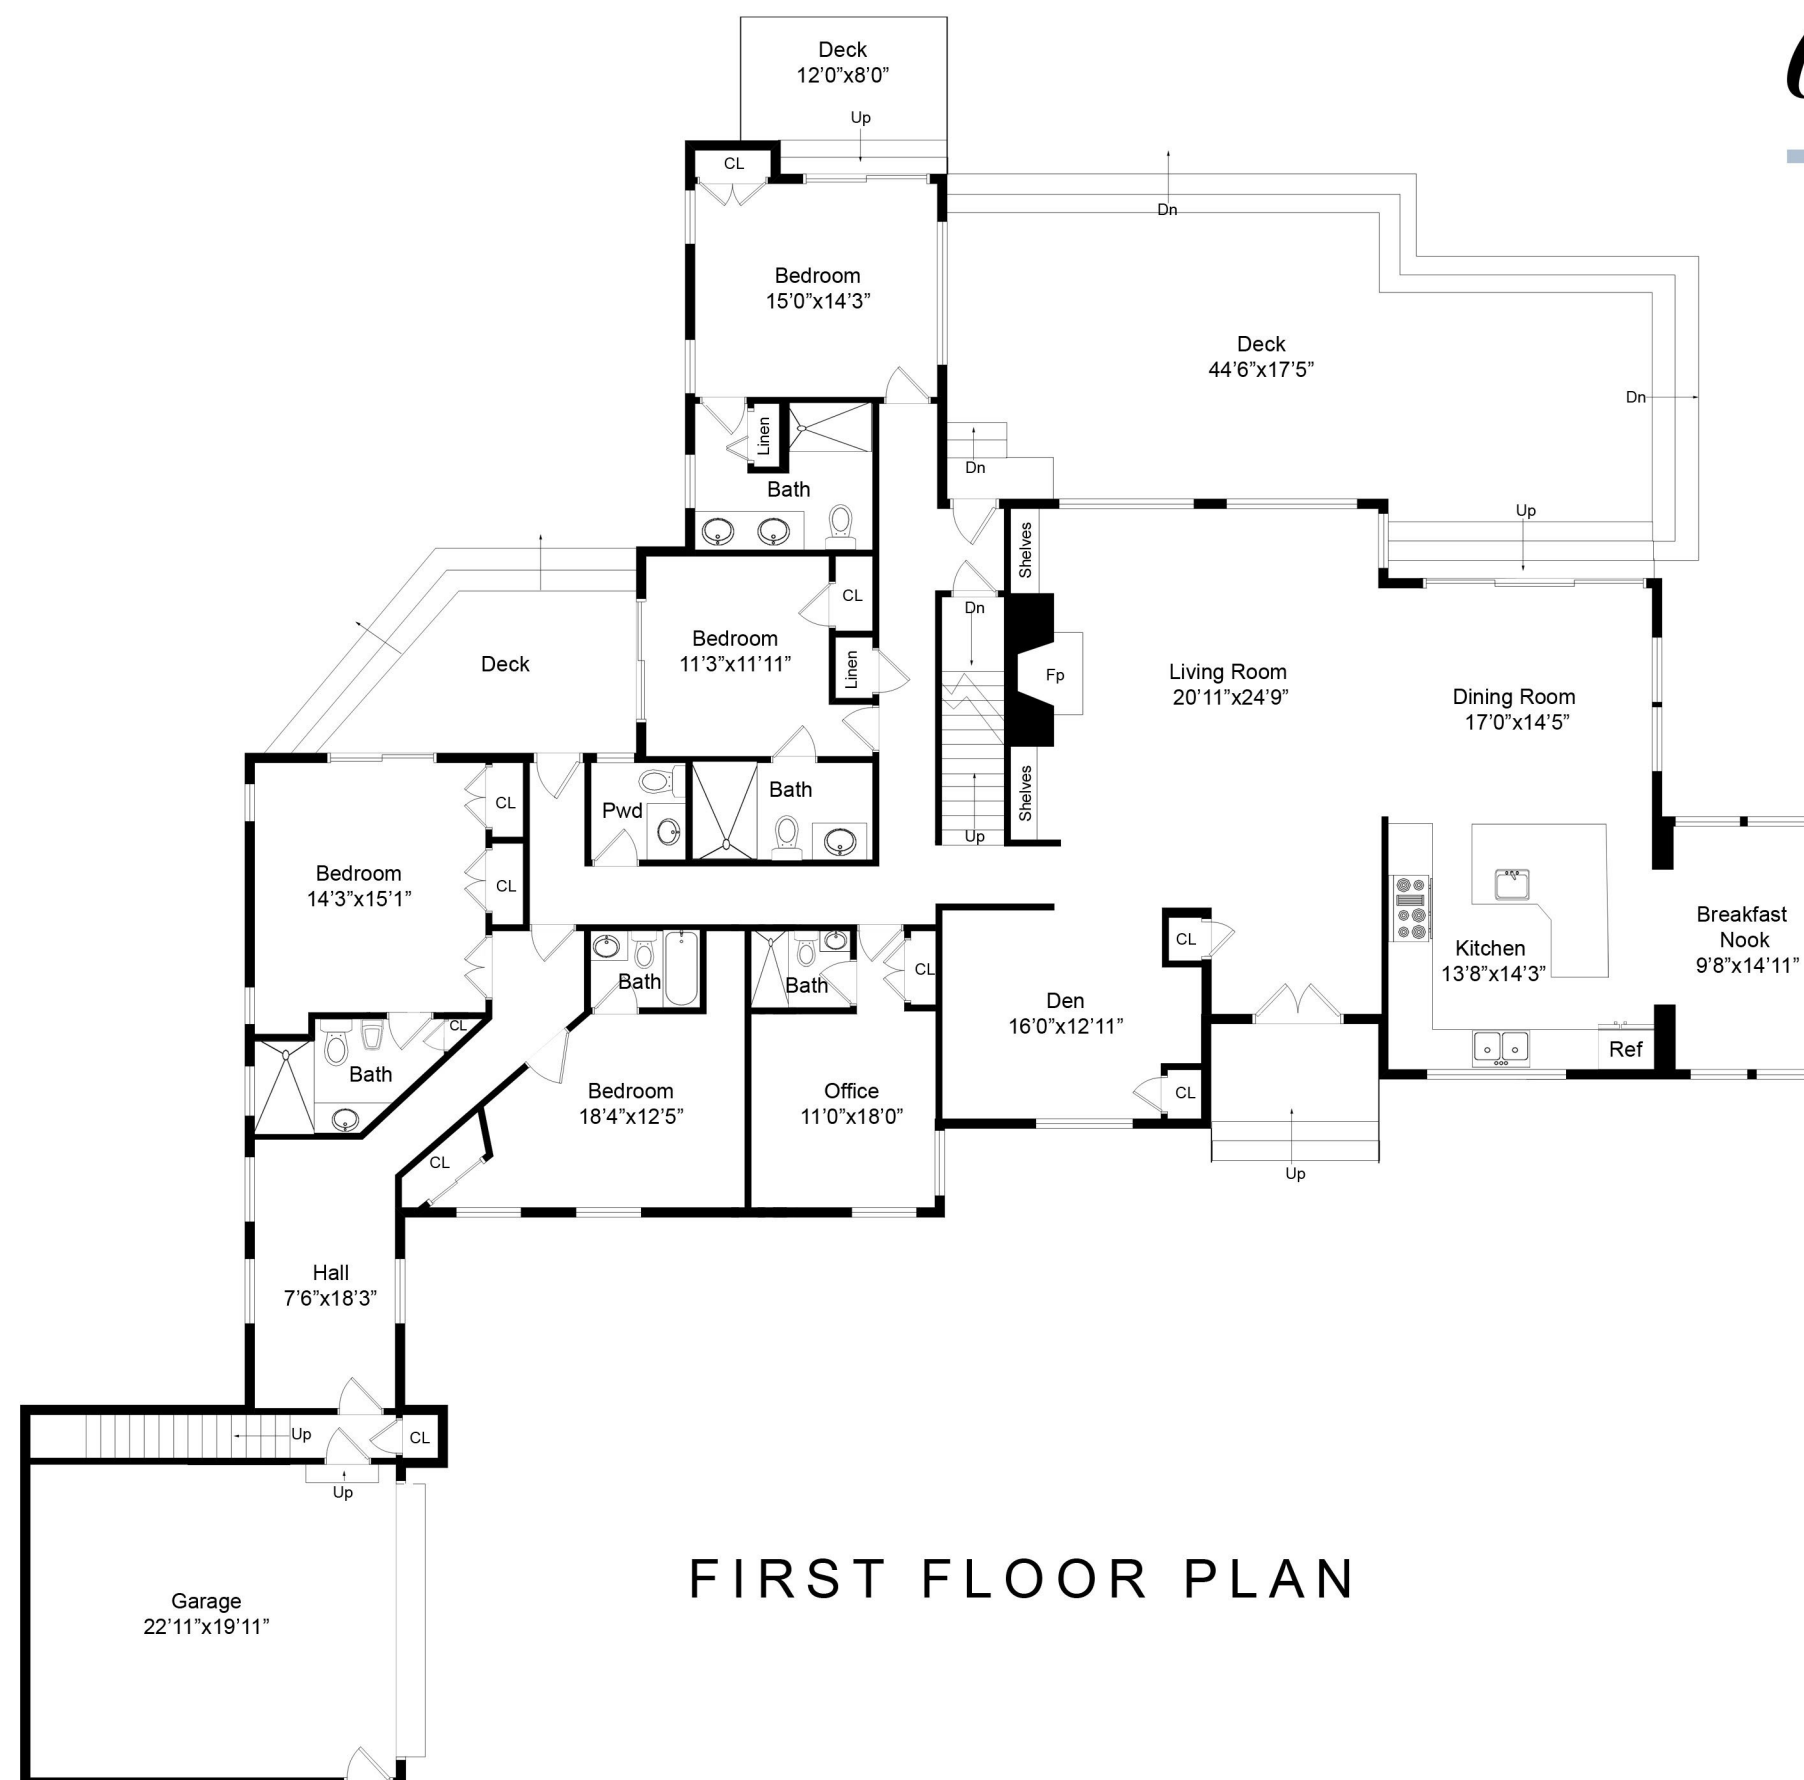 Deck
12’0”x8’0”
Up
CL
Dn
Bedroom
15’0”x14’3”
Deck
44’6”x17’5”
Dn
Linen
Dn
Bath
Up
Shelves
CL
Dn
Bedroom
11’3”x11’11”
Deck
Linen
Fp
Living Room
20’11”x24’9”
Dining Room
17’0”x14’5”
CL
Pwd
Bath
Shelves
Up
Bedroom
14’3”x15’1”
CL
Breakfast
Nook
9’8”x14’11”
Kitchen
13’8”x14’3”
CL
CL
Bath
Bath
Den
16’0”x12’11”
CL
Ref
Bath
Bedroom
18’4”x12’5”
Office
11’0”x18’0”
CL
CL
Up
Hall
7’6”x18’3”
Up
CL
Up
FIRST FLOOR PLAN
Garage
22’11”x19’11”